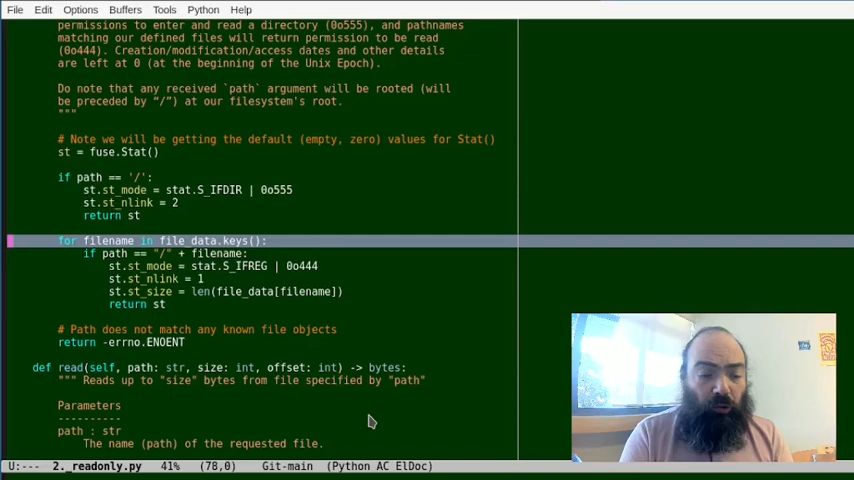 File Edit Options Buffers Tools Python Help
permissions to enter and read a directory (0o555), and pathnames
matching our defined files will return permission to be read
(0o444). Creation/modification/access dates and other details
are left at 0 (at the beginning of the Unix Epoch).
Do note that any received `path` argument will be rooted (will
be preceded by “/”) at our filesystem's root.
"""
# Note we will be getting the default (empty, zero) values for Stat()
st = fuse.Stat()
if path == '/':
st.st_mode = stat.S_IFDIR | 0o555
st.st_nlink = 2
return st
for filename in file_data.keys():
if path == "/" + filename:
st.st_mode = stat.S_IFREG | 0o444
st.st_nlink = 1
st.st_size = len(file_data[filename])
return st
# Path does not match any known file objects
return -errno.ENOENT
def read(self, path: str, size: int, offset: int) -> bytes:
""" Reads up to "size" bytes from file specified by "path"
Parameters
----------
path : str
The name (path) of the requested file.
U:--- 2._readonly.py 41% (78,0) Git-main (Python AC ElDoc)